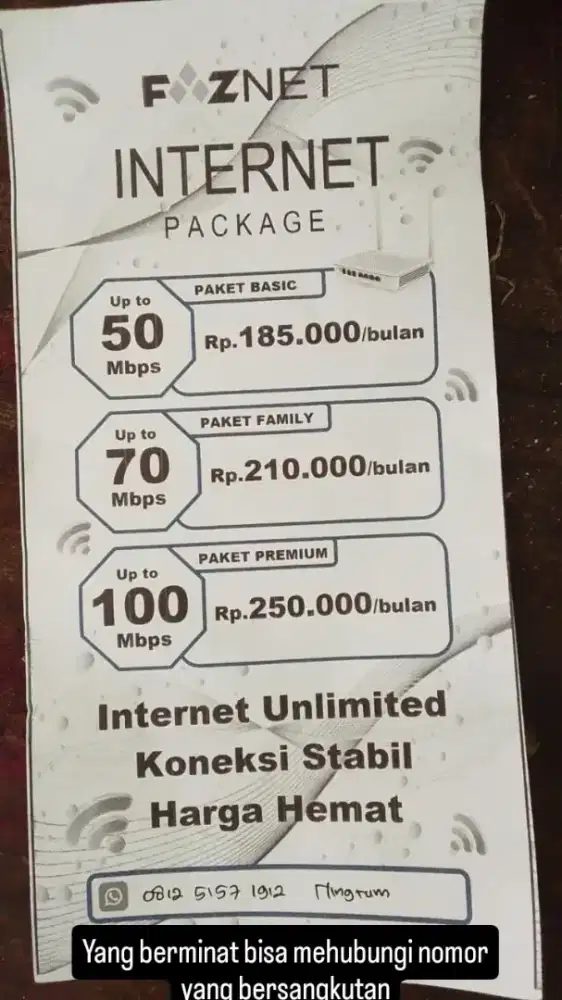 FAZNET
INTERNET
PACKAGE
PAKET BASIC
Up to
50
Mbps
Rp.185.000/bulan
PAKET FAMILY
Up to
70
Mbps
Rp.210.000/bulan
PAKET PREMIUM
Up to
100
Mbps
Rp.250.000/bulan
Internet Unlimited
Koneksi Stabil
Harga Hemat
0812 5157 1912 Ningrum
Yang berminat bisa mehubungi nomor
yang bersangkutan